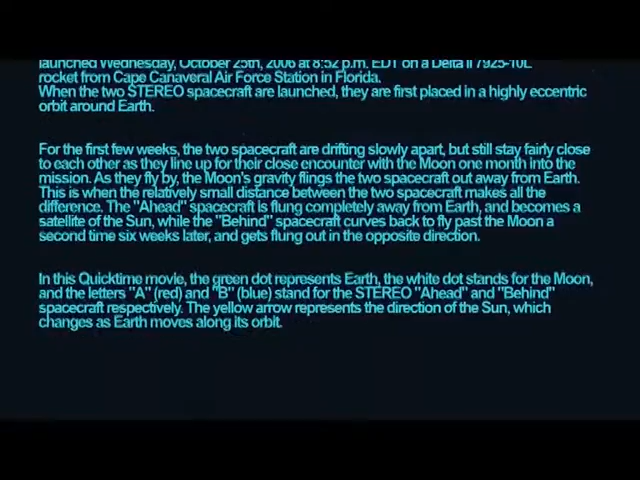 launched Wednesday, October 25th, 2006 at 8:52 p.m. EDT on a Delta II 7925-10L
rocket from Cape Canaveral Air Force Station in Florida.
When the two STEREO spacecraft are launched, they are first placed in a highly eccentric
orbit around Earth.
For the first few weeks, the two spacecraft are drifting slowly apart, but still stay fairly close
to each other as they line up for their close encounter with the Moon one month into the
mission. As they fly by, the Moon's gravity flings the two spacecraft out away from Earth.
This is when the relatively small distance between the two spacecraft makes all the
difference. The "Ahead" spacecraft is flung completely away from Earth, and becomes a
satellite of the Sun, while the "Behind" spacecraft curves back to fly past the Moon a
second time six weeks later, and gets flung out in the opposite direction.
In this Quicktime movie, the green dot represents Earth, the white dot stands for the Moon,
and the letters "A" (red) and "B" (blue) stand for the STEREO "Ahead" and "Behind"
spacecraft respectively. The yellow arrow represents the direction of the Sun, which
changes as Earth moves along its orbit.